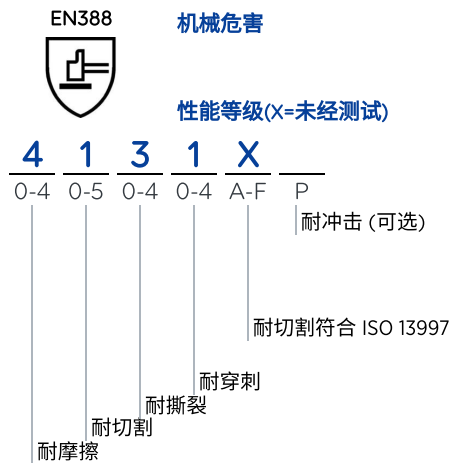 EN388
机械危害
性能等级(X=未经测试)
4 1 3 1 X
0-4 0-5 0-4 0-4 A-F P
耐冲击 (可选)
耐切割符合 ISO 13997
耐穿刺
耐撕裂
耐切割
耐摩擦